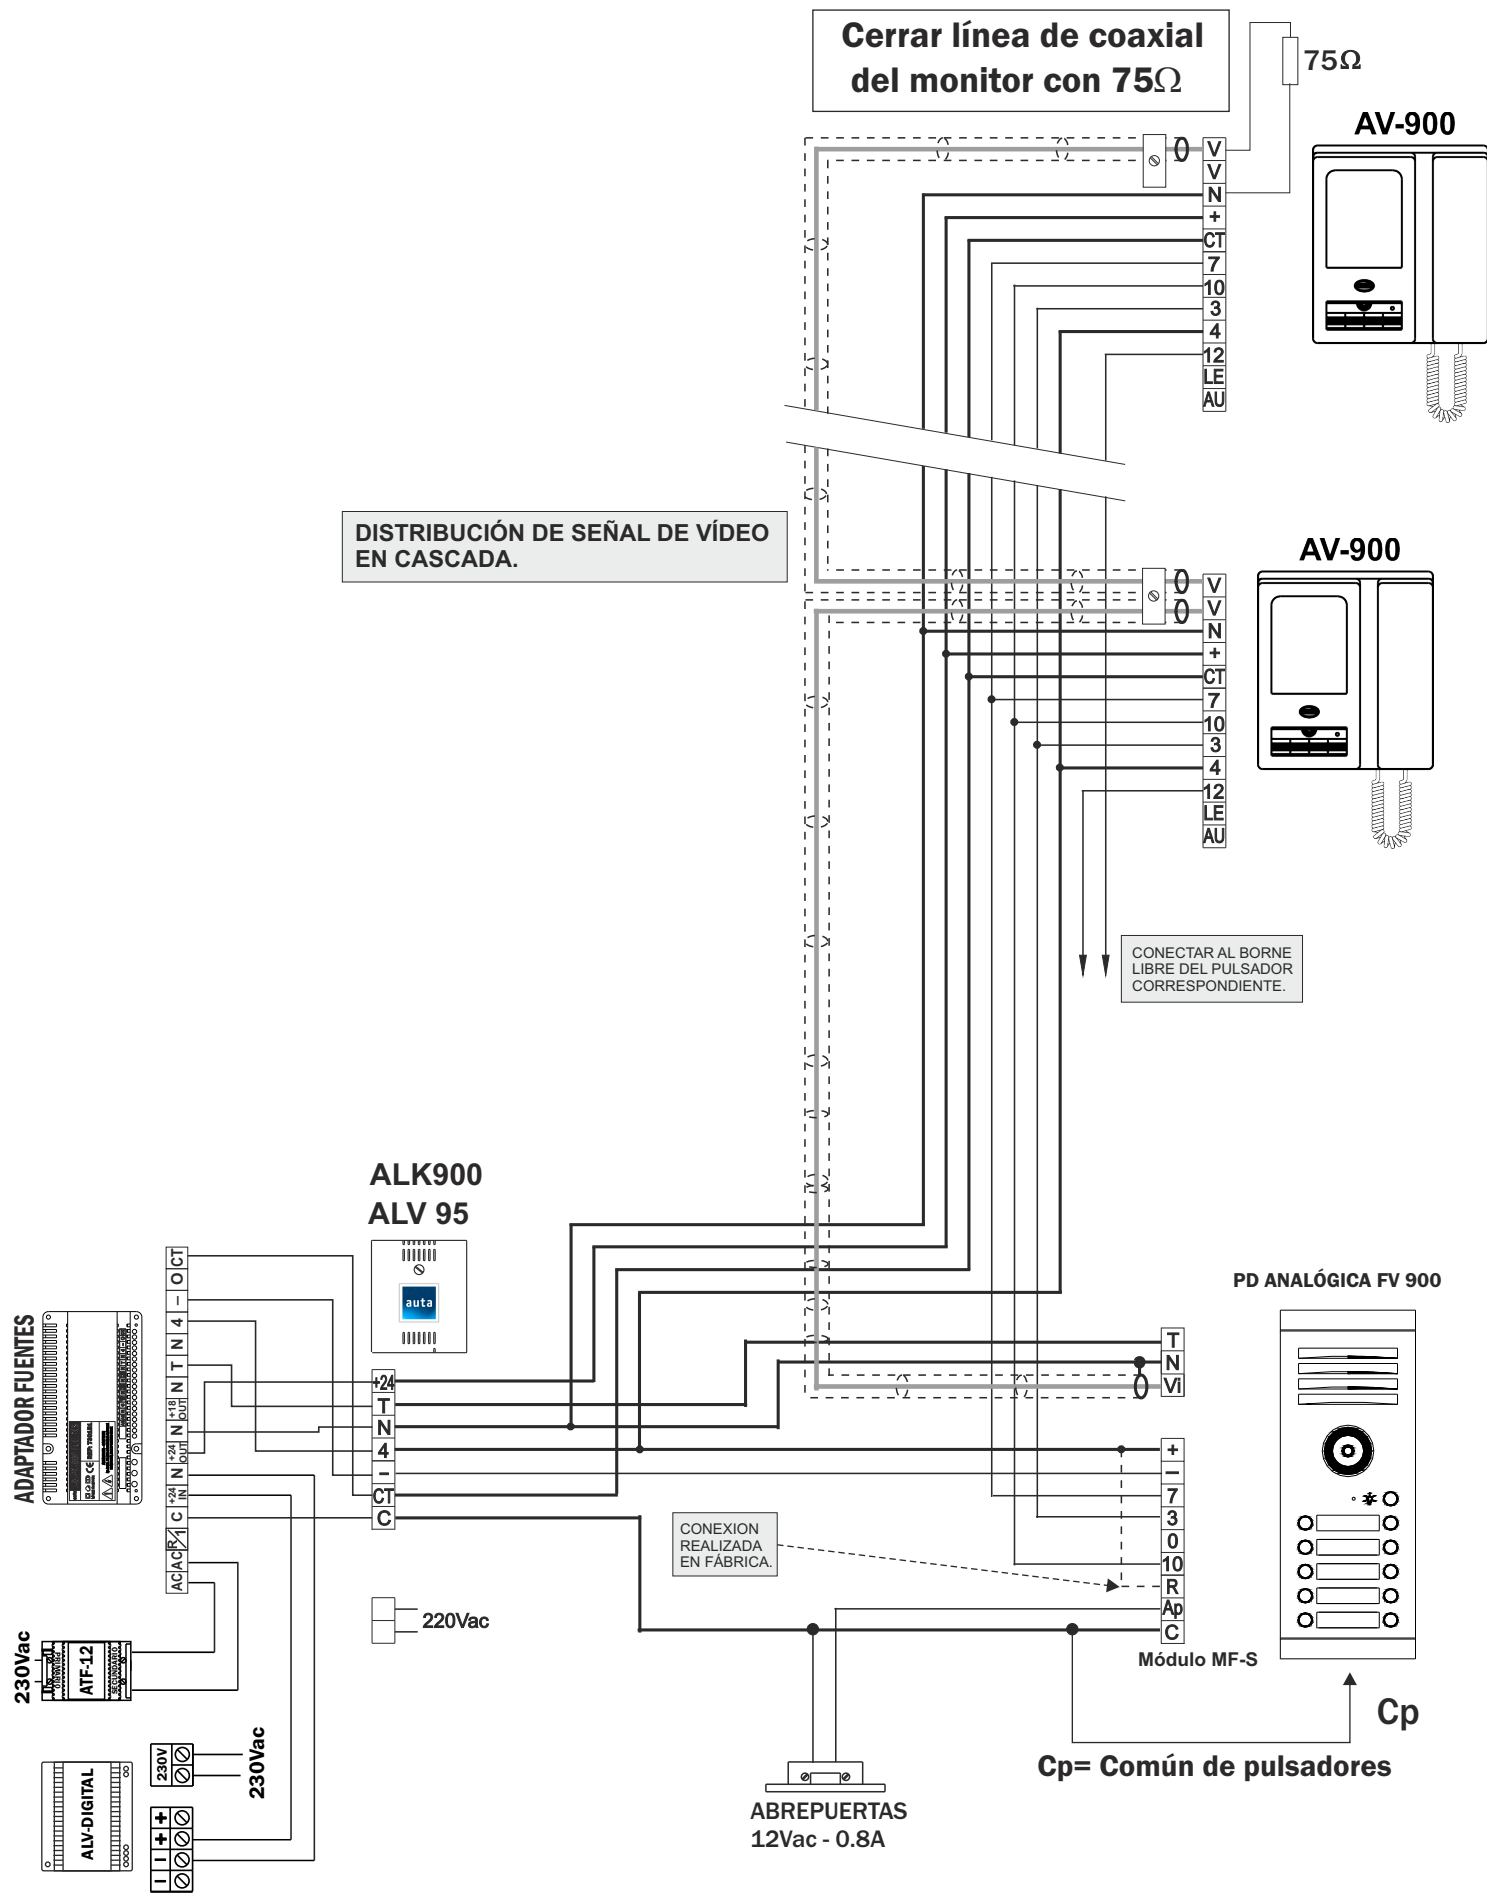 Cerrar línea de coaxial
del monitor con 75Ω
75Ω
AV-900
V
V
N
+
CT
7
10
3
4
12
LE
AU
DISTRIBUCIÓN DE SEÑAL DE VÍDEO
EN CASCADA.
AV-900
V
V
N
+
CT
7
10
3
4
12
LE
AU
CONECTAR AL BORNE
LIBRE DEL PULSADOR
CORRESPONDIENTE.
ALK900
ALV 95
auta
ADAPTADOR FUENTES
CT
O
–
4
N
T
N
+18 OUT
N
+24 OUT
N
+24 IN
C
R/1
AC
AC
+24
T
N
4
-
CT
C
220Vac
PD ANALÓGICA FV 900
T
N
Vi
+
–
7
3
0
10
R
Ap
C
Módulo MF-S
CONEXION
REALIZADA
EN FÁBRICA.
230Vac
PRIMARIO
ATF-12
SECUNDARIO
ALV-DIGITAL
230V
230Vac
+
+
–
–
ABREPUERTAS
12Vac - 0.8A
Cp
Cp= Común de pulsadores